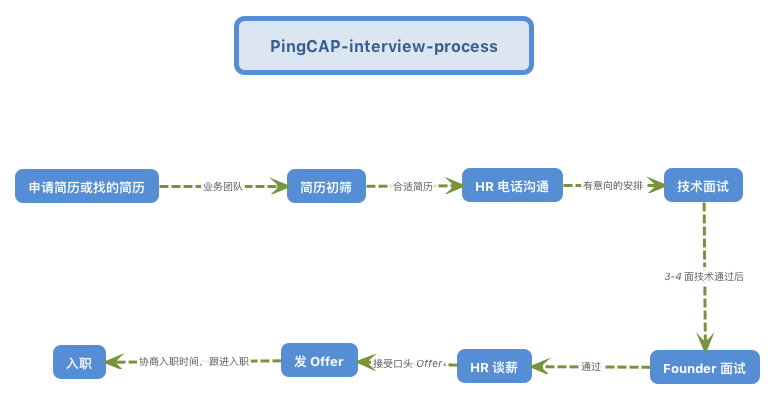 PingCAP-interview-process
申请简历或找的简历
业务团队
简历初筛
合适简历
HR 电话沟通
有意向的安排
技术面试
3-4 面技术通过后
Founder 面试
通过
HR 谈薪
接受口头 Offer
发 Offer
协商入职时间，跟进入职
入职